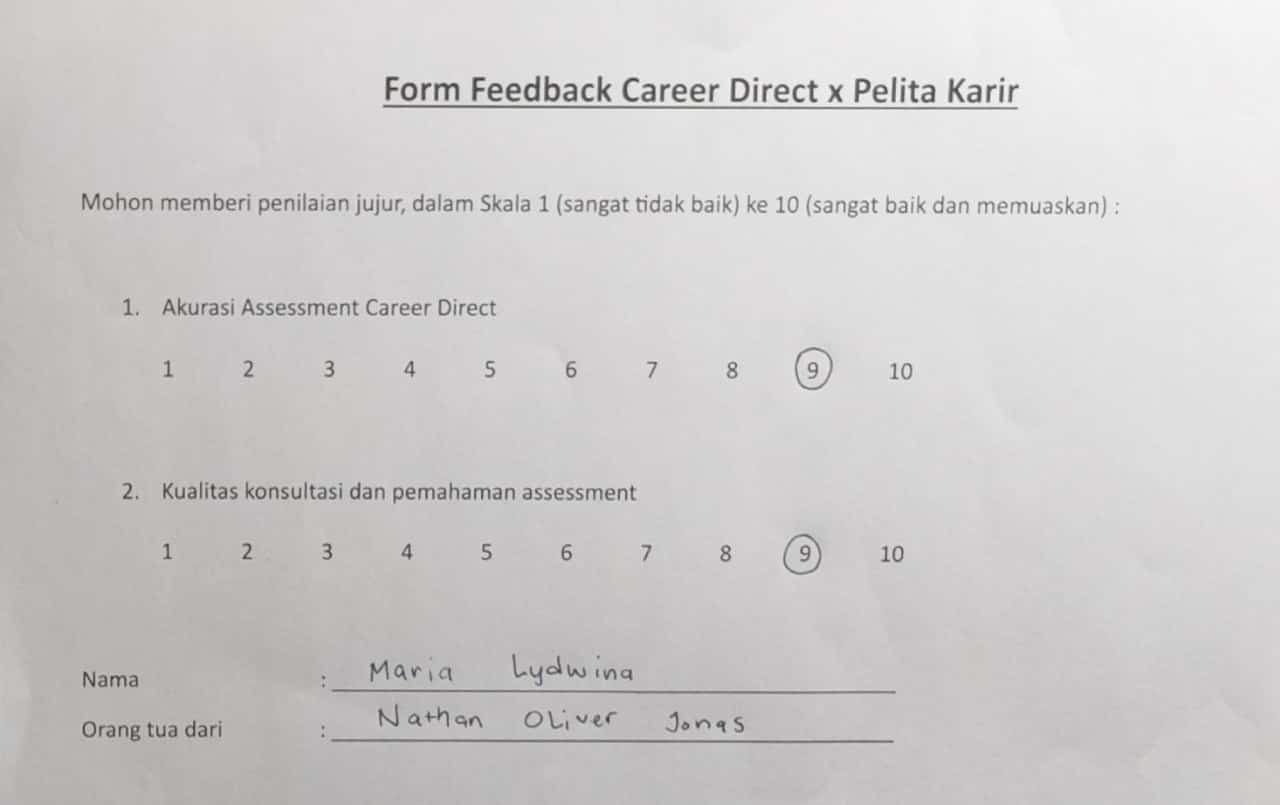 Form Feedback Career Direct x Pelita Karir
Mohon memberi penilaian jujur, dalam Skala 1 (sangat tidak baik) ke 10 (sangat baik dan memuaskan) :
1. Akurasi Assessment Career Direct
1 2 3 4 5 6 7 8 9 10
2. Kualitas konsultasi dan pemahaman assessment
1 2 3 4 5 6 7 8 9 10
Nama : Maria Lydwina
Orang tua dari : Nathan Oliver Jonas